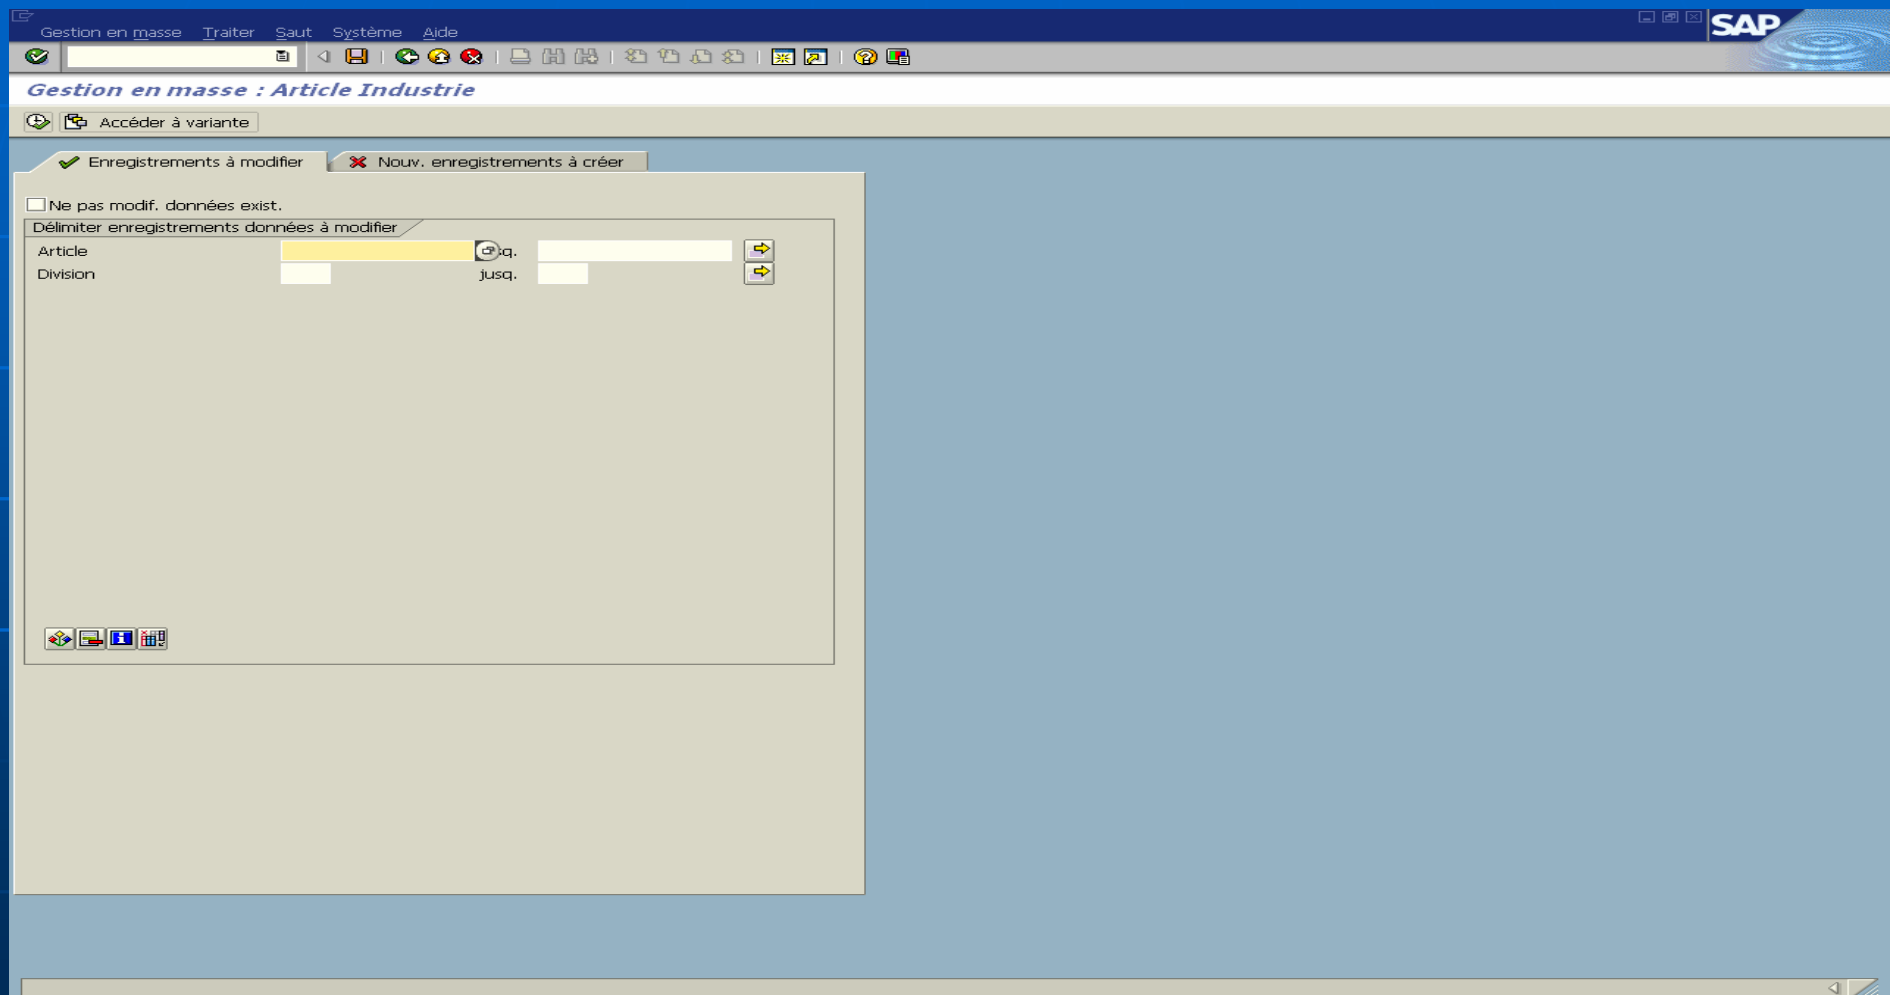 Gestion en masse Traiter Saut Système Aide
SAP
Gestion en masse : Article Industrie
Accéder à variante
Enregistrements à modifier Nouv. enregistrements à créer
Ne pas modif. données exist.
Délimiter enregistrements données à modifier
Article q.
Division jusq.